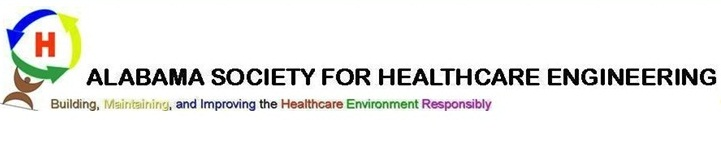 H
ALABAMA SOCIETY FOR HEALTHCARE ENGINEERING
Building, Maintaining, and Improving the Healthcare Environment Responsibly